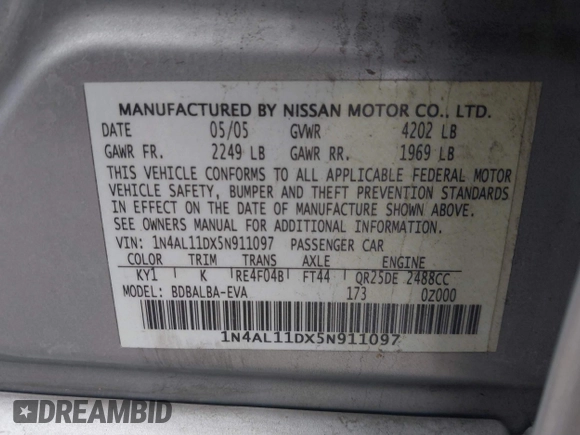 MANUFACTURED BY NISSAN MOTOR CO., LTD.
DATE 05/05 GVWR 4202 LB
GAWR FR. 2249 LB GAWR RR. 1969 LB
THIS VEHICLE CONFORMS TO ALL APPLICABLE FEDERAL MOTOR
VEHICLE SAFETY, BUMPER AND THEFT PREVENTION STANDARDS
IN EFFECT ON THE DATE OF MANUFACTURE SHOWN ABOVE.
SEE OWNERS MANUAL FOR ADDITIONAL INFORMATION.
VIN: 1N4AL11DX5N911097 PASSENGER CAR
COLOR TRIM TRANS AXLE ENGINE
KY1 K RE4F04B FT44 QR25DE 2488CC
MODEL: BDBALBA-EVA 173 0Z000
1N4AL11DX5N911097
DREAMBID